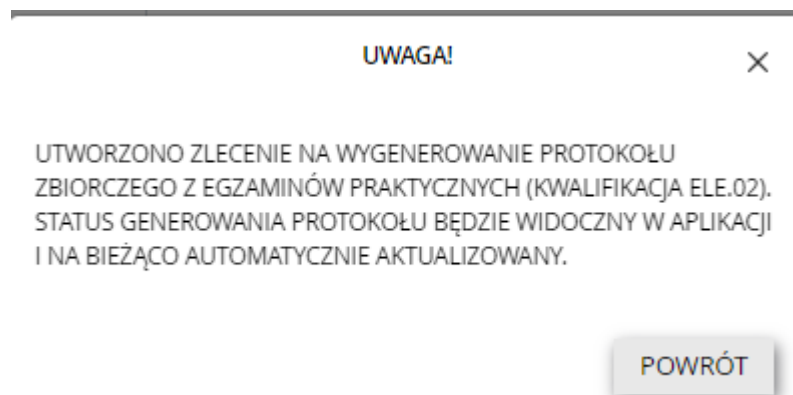 UWAGA!
UTWORZONO ZLECENIE NA WYGENEROWANIE PROTOKOŁU
ZBIORCZEGO Z EGZAMINÓW PRAKTYCZNYCH (KWALIFIKACJA ELE.02).
STATUS GENEROWANIA PROTOKOŁU BĘDZIE WIDOCZNY W APLIKACJI
I NA BIEŻĄCO AUTOMATYCZNIE AKTUALIZOWANY.
POWRÓT